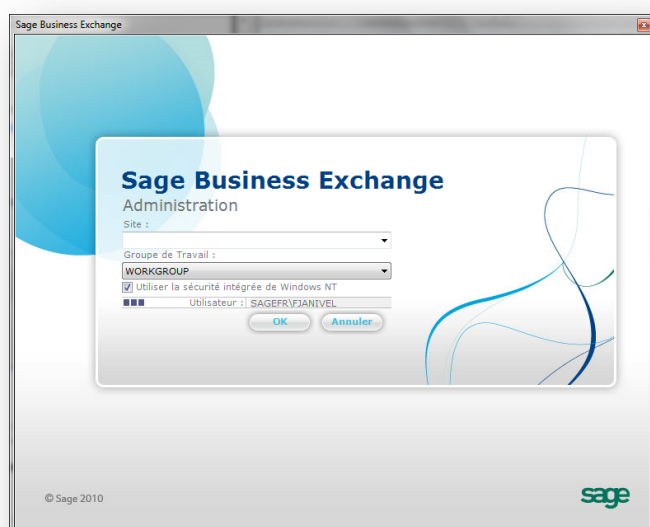 Sage Business Exchange
Sage Business Exchange
Administration
Site :
Groupe de Travail :
WORKGROUP
Utiliser la sécurité intégrée de Windows NT
Utilisateur : SAGEFR\FJANIVEL
OK Annuler
© Sage 2010
sage